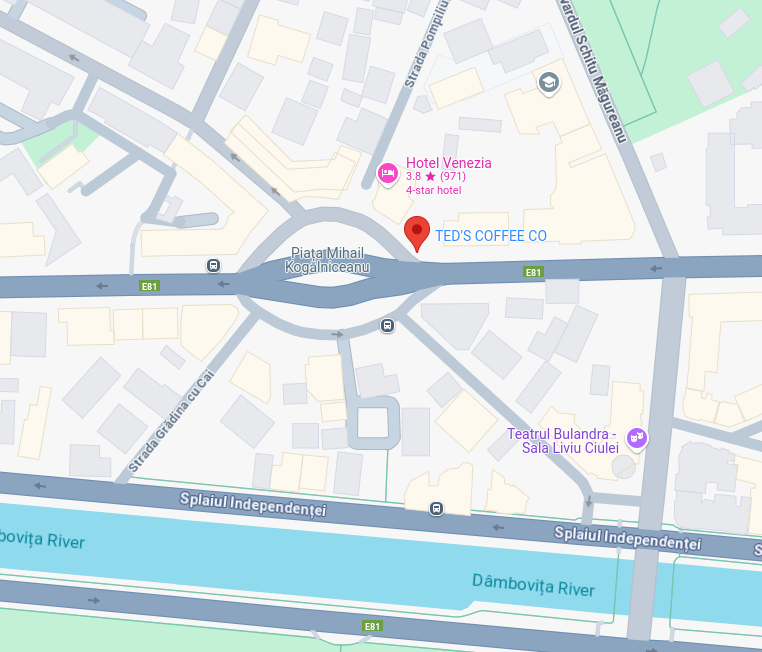 Strada Pompiliu
vardul Schitu Măgureanu
Hotel Venezia
3.8 ★ (971)
4-star hotel
TED'S COFFEE CO
Piața Mihail
Kogălniceanu
E81
E81
Strada Grădina cu Cai
Teatrul Bulandra -
Sala Liviu Ciulei
Splaiul Independenței
Splaiul Independenței
S
bovița River
Dâmbovița River
E81